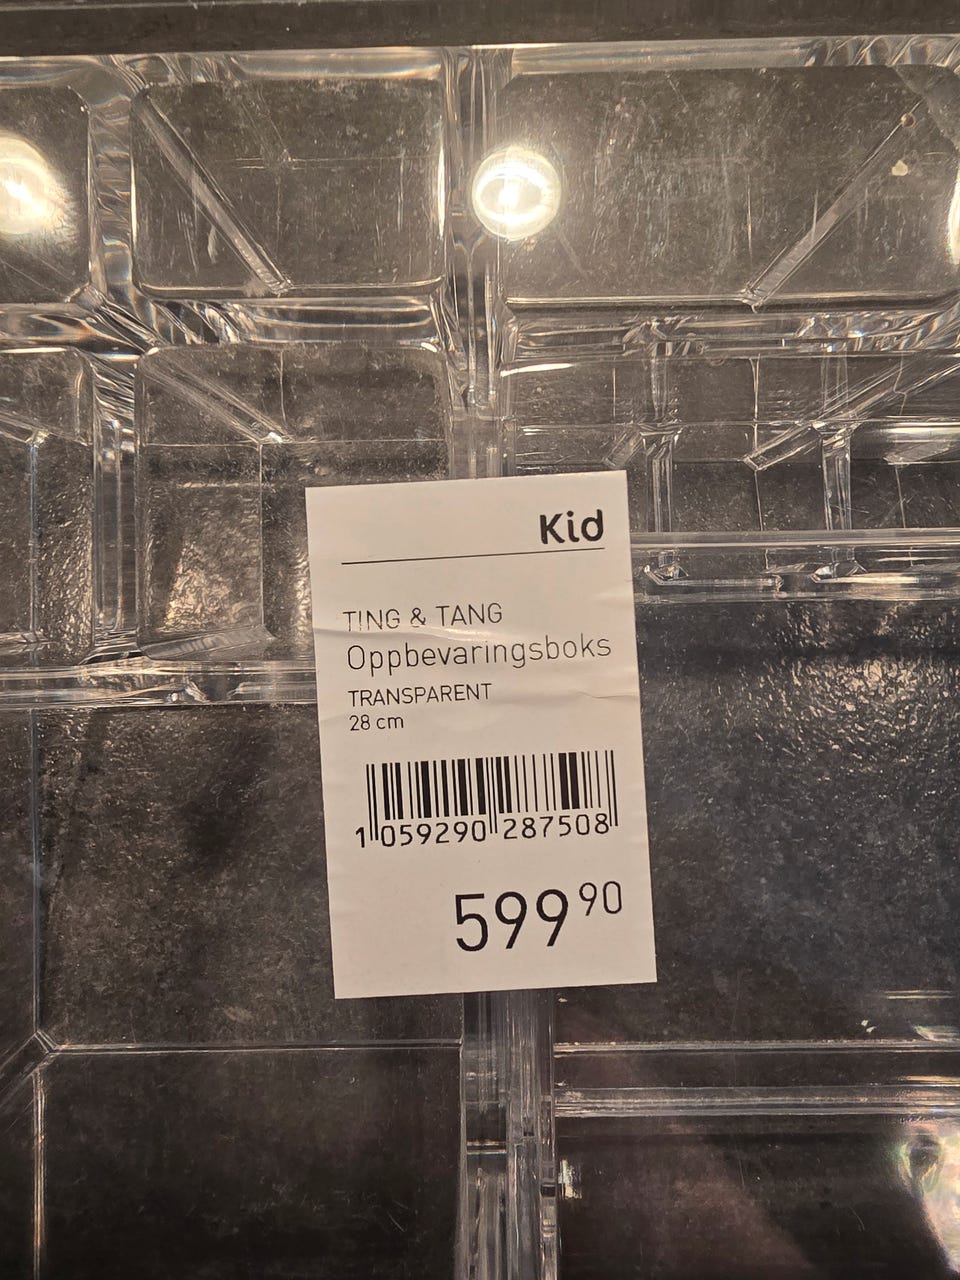 Kid
TING & TANG
Oppbevaringsboks
TRANSPARENT
28 cm
1 059290 287508
599 90